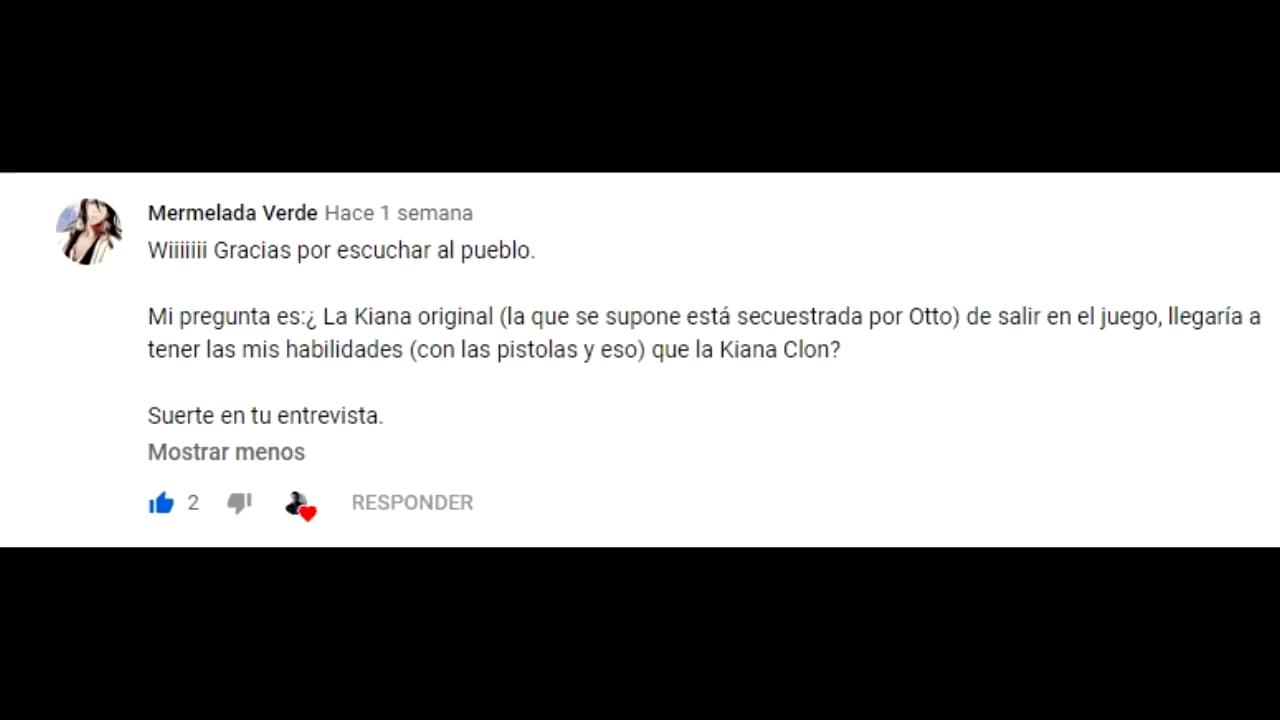 Mermelada Verde Hace 1 semana
Wiiiiiii Gracias por escuchar al pueblo.
Mi pregunta es:¿ La Kiana original (la que se supone está secuestrada por Otto) de salir en el juego, llegaría a
tener las mis habilidades (con las pistolas y eso) que la Kiana Clon?
Suerte en tu entrevista.
Mostrar menos
2 RESPONDER